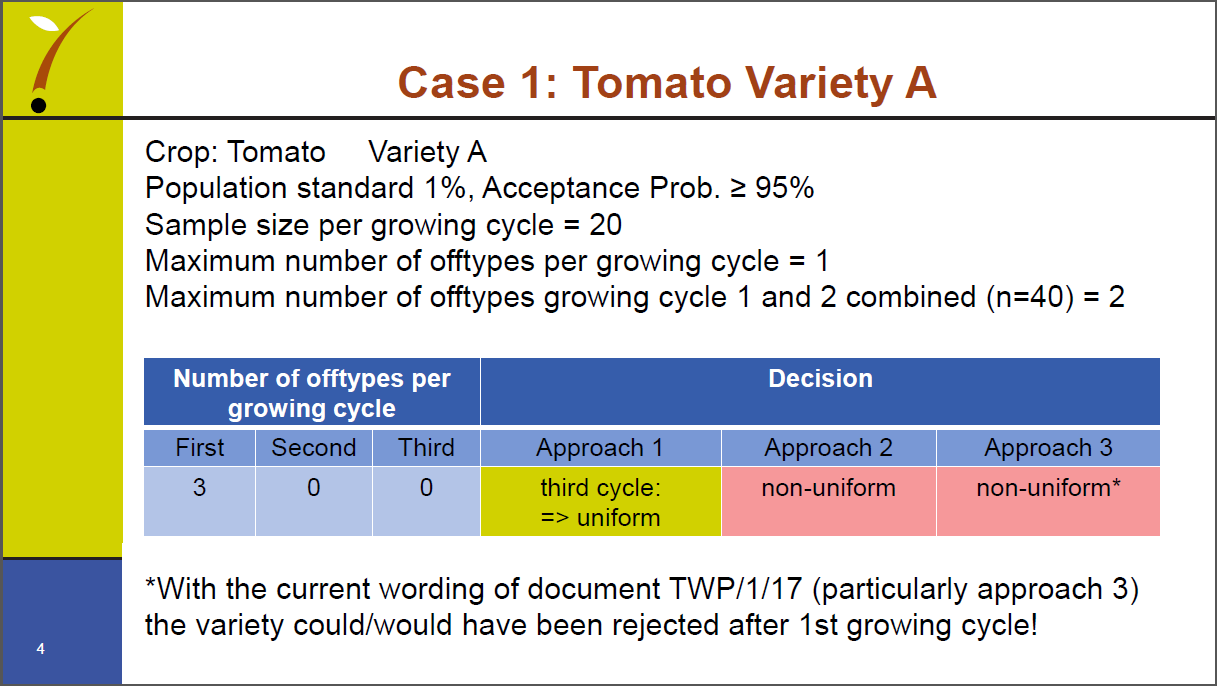 Case 1: Tomato Variety A
Crop: Tomato Variety A
Population standard 1%, Acceptance Prob. ≥ 95%
Sample size per growing cycle = 20
Maximum number of offtypes per growing cycle = 1
Maximum number of offtypes growing cycle 1 and 2 combined (n=40) = 2
Number of offtypes per
growing cycle
Decision
First Second Third Approach 1 Approach 2 Approach 3
3 0 0 third cycle: non-uniform non-uniform*
=> uniform
*With the current wording of document TWP/1/17 (particularly approach 3)
the variety could/would have been rejected after 1st growing cycle!
4